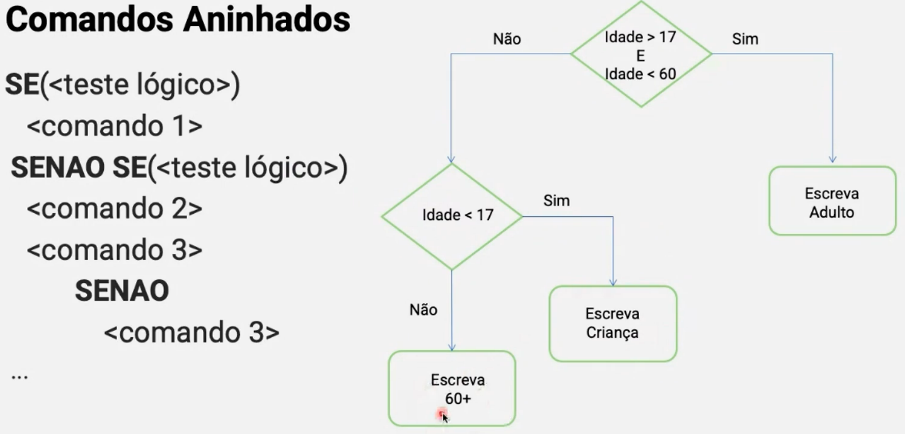 Comandos Aninhados
SE(<teste lógico>)
<comando 1>
SENAO SE(<teste lógico>)
<comando 2>
<comando 3>
SENAO
<comando 3>
...
Idade > 17
E
Idade < 60
Não
Sim
Escreva
Adulto
Idade < 17
Sim
Escreva
Criança
Não
Escreva
60+